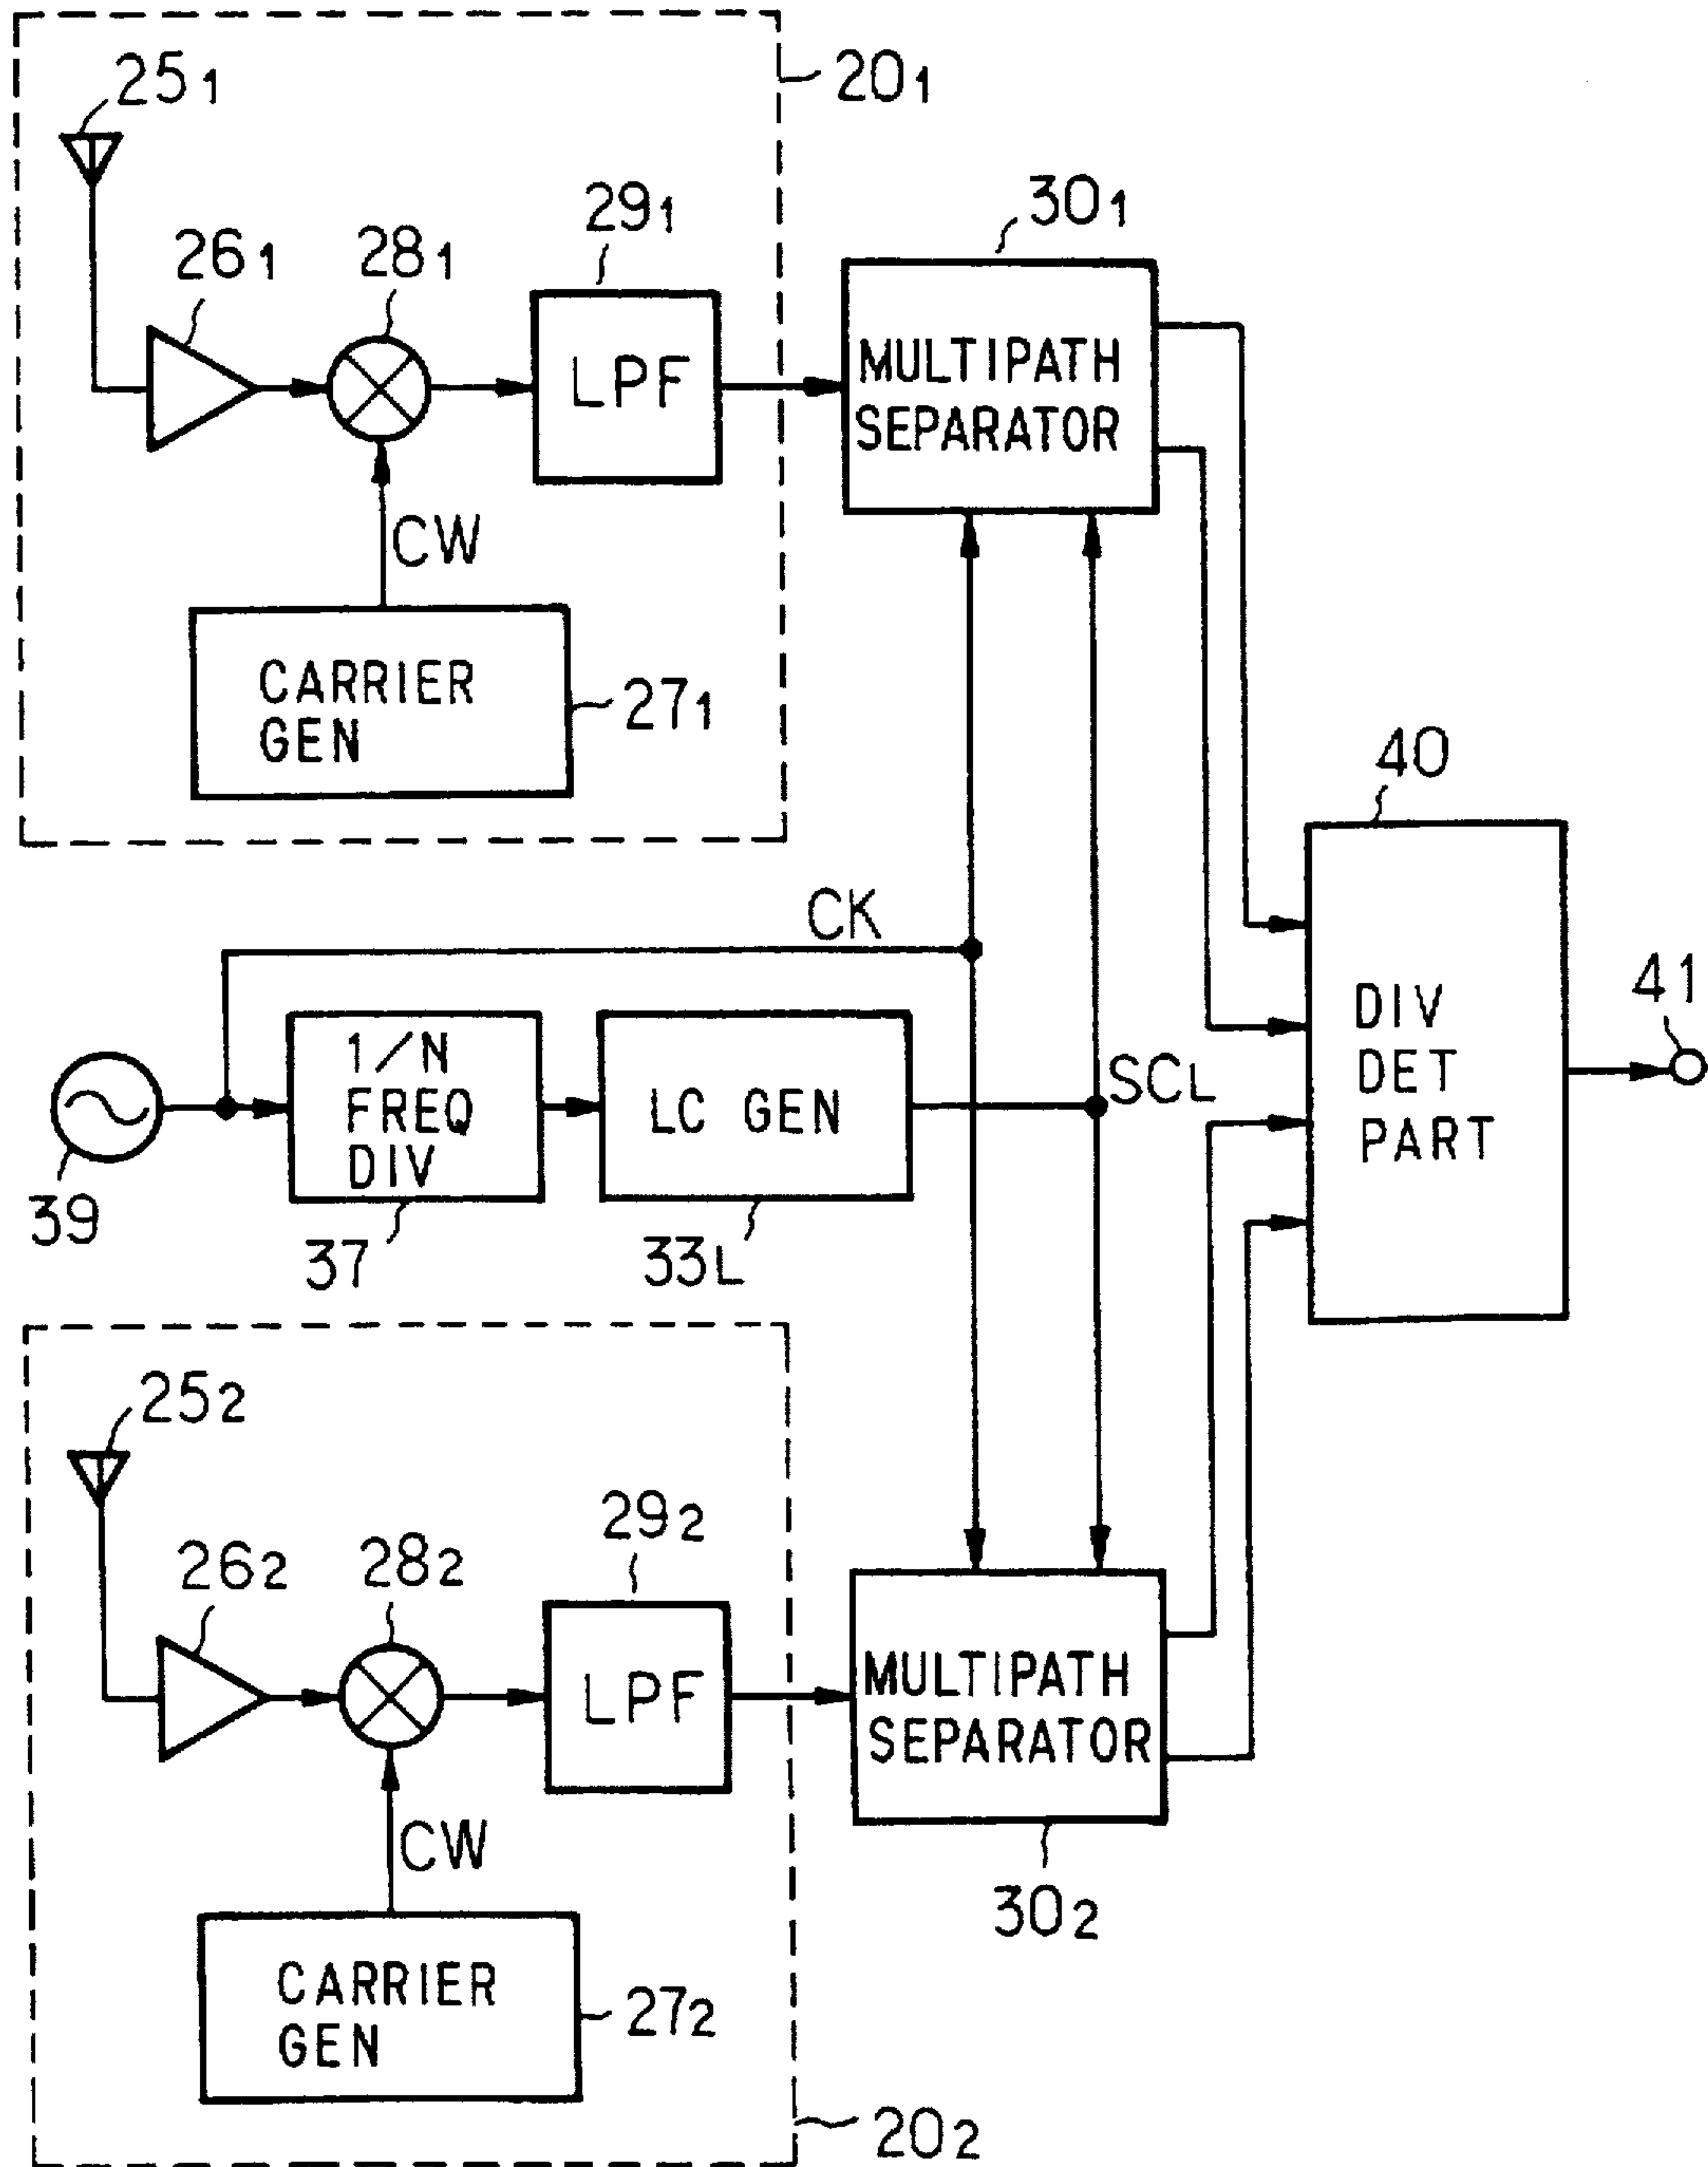 25₁
20₁
26₁
28₁
29₁
30₁
LPF
MULTIPATH
SEPARATOR
CW
CARRIER
GEN
27₁
40
CK
41
39
1/N
FREQ
DIV
37
LC GEN
33L
SCL
DIV
DET
PART
25₂
26₂
28₂
29₂
LPF
MULTIPATH
SEPARATOR
CW
30₂
CARRIER
GEN
27₂
20₂